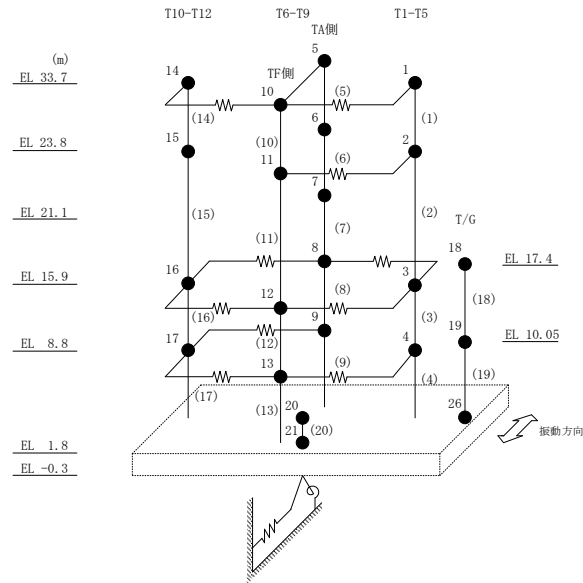 T10-T12 T6-T9 T1-T5
TA側
(m)
5
EL 33.7
14
TF側
10
(5)
1
(14)
6
(1)
EL 23.8
15
(10)
11
2
(6)
7
EL 21.1
(15)
(7)
(2)
T/G
(11)
8
18
EL 17.4
EL 15.9
16
12
(8)
3
(18)
(16)
9
(3)
19
EL 10.05
EL 8.8
17
(12)
13
(9)
4
(17)
(13)
20
(4)
(19)
26
21
(20)
振動方向
EL 1.8
EL -0.3